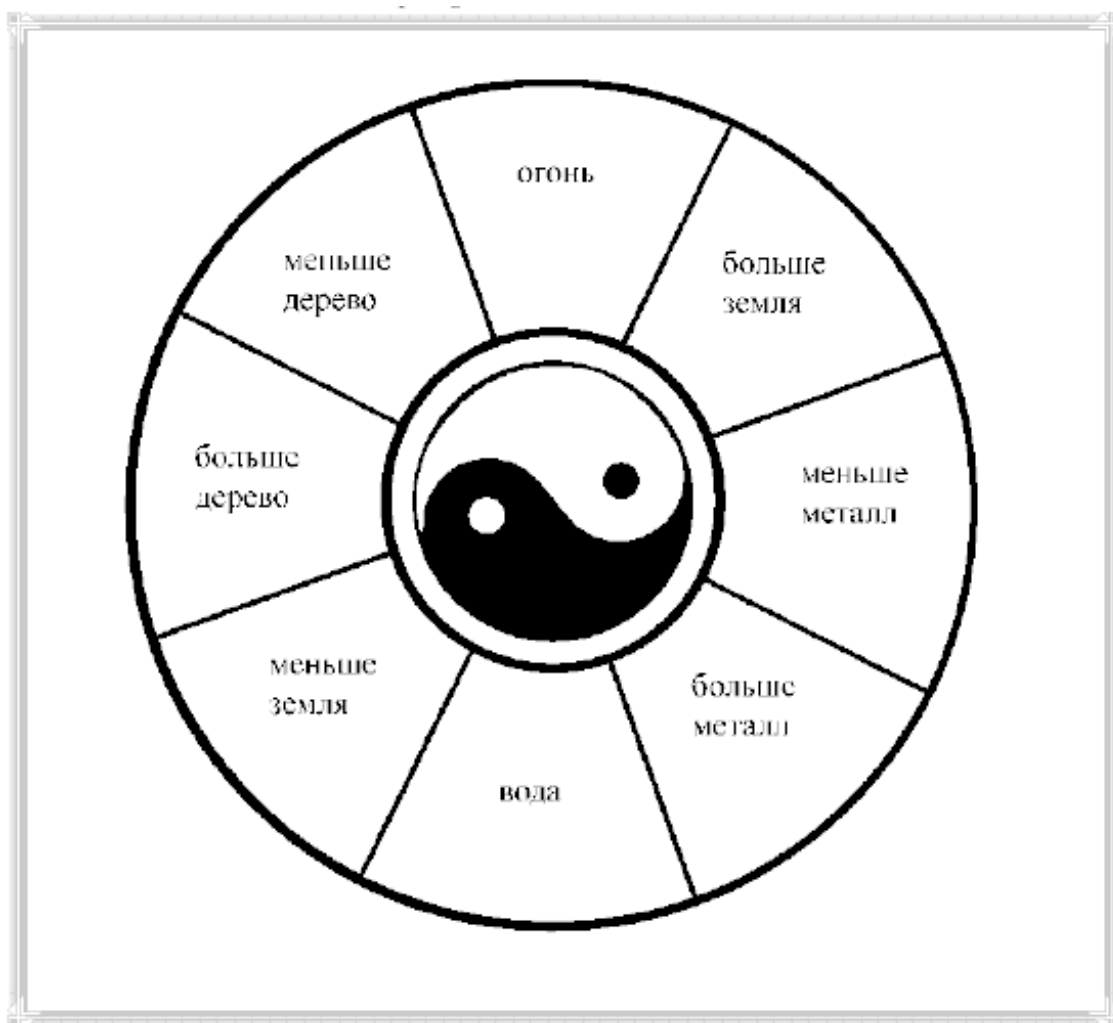 огонь
больше
земля
меньше
металл
больше
металл
вода
меньше
земля
больше
дерево
меньше
дерево